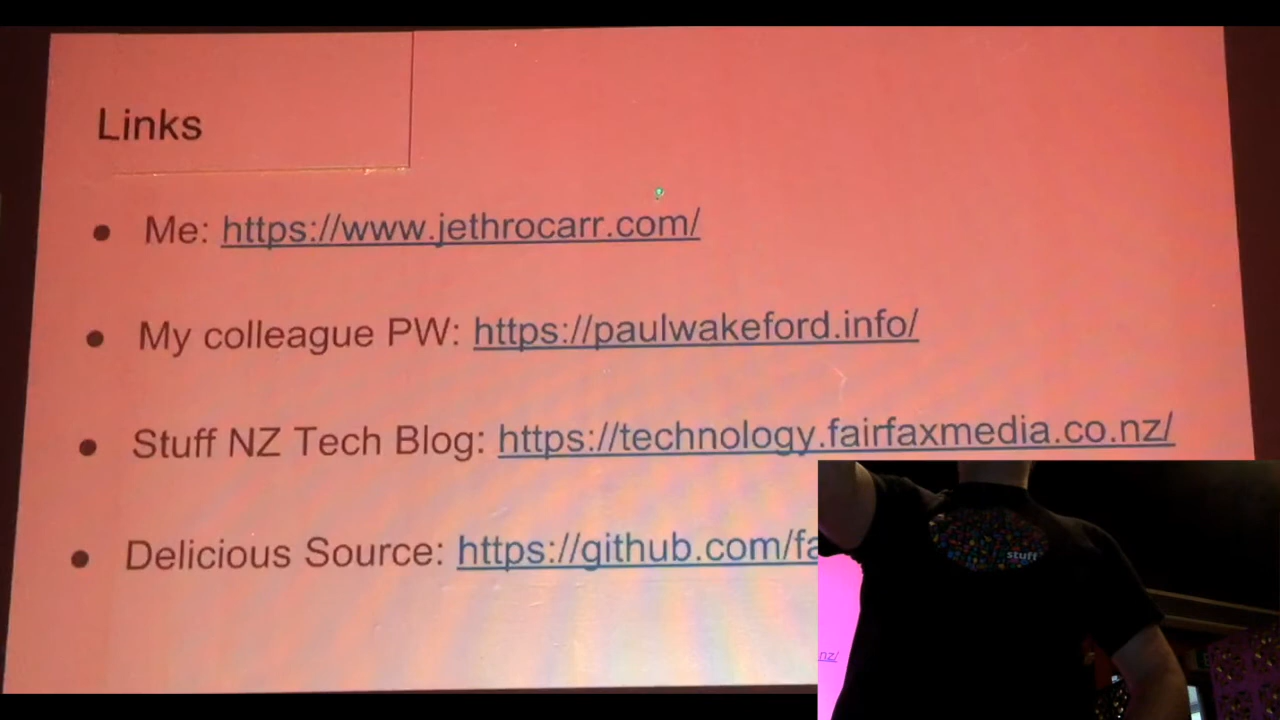 Links
● Me: https://www.jethrocarr.com/
● My colleague PW: https://paulwakeford.info/
● Stuff NZ Tech Blog: https://technology.fairfaxmedia.co.nz/
● Delicious Source: https://github.com/fa
stuff
nz/